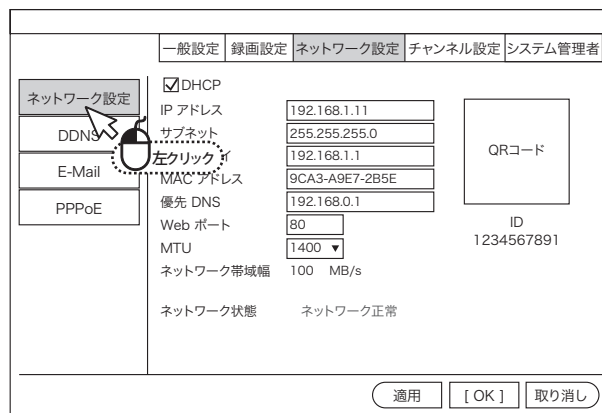 一般設定 録画設定 ネットワーク設定 チャンネル設定 システム管理者
ネットワーク設定
DDNS
E-Mail
PPPoE
左クリック
DHCP
IP アドレス 192.168.1.11
サブネット 255.255.255.0
192.168.1.1
MAC アドレス 9CA3-A9E7-2B5E
優先 DNS 192.168.0.1
Web ポート 80
MTU 1400 ▼
ネットワーク帯域幅 100 MB/s
ネットワーク状態 ネットワーク正常
QRコード
ID
1234567891
適用 [ OK ] 取り消し